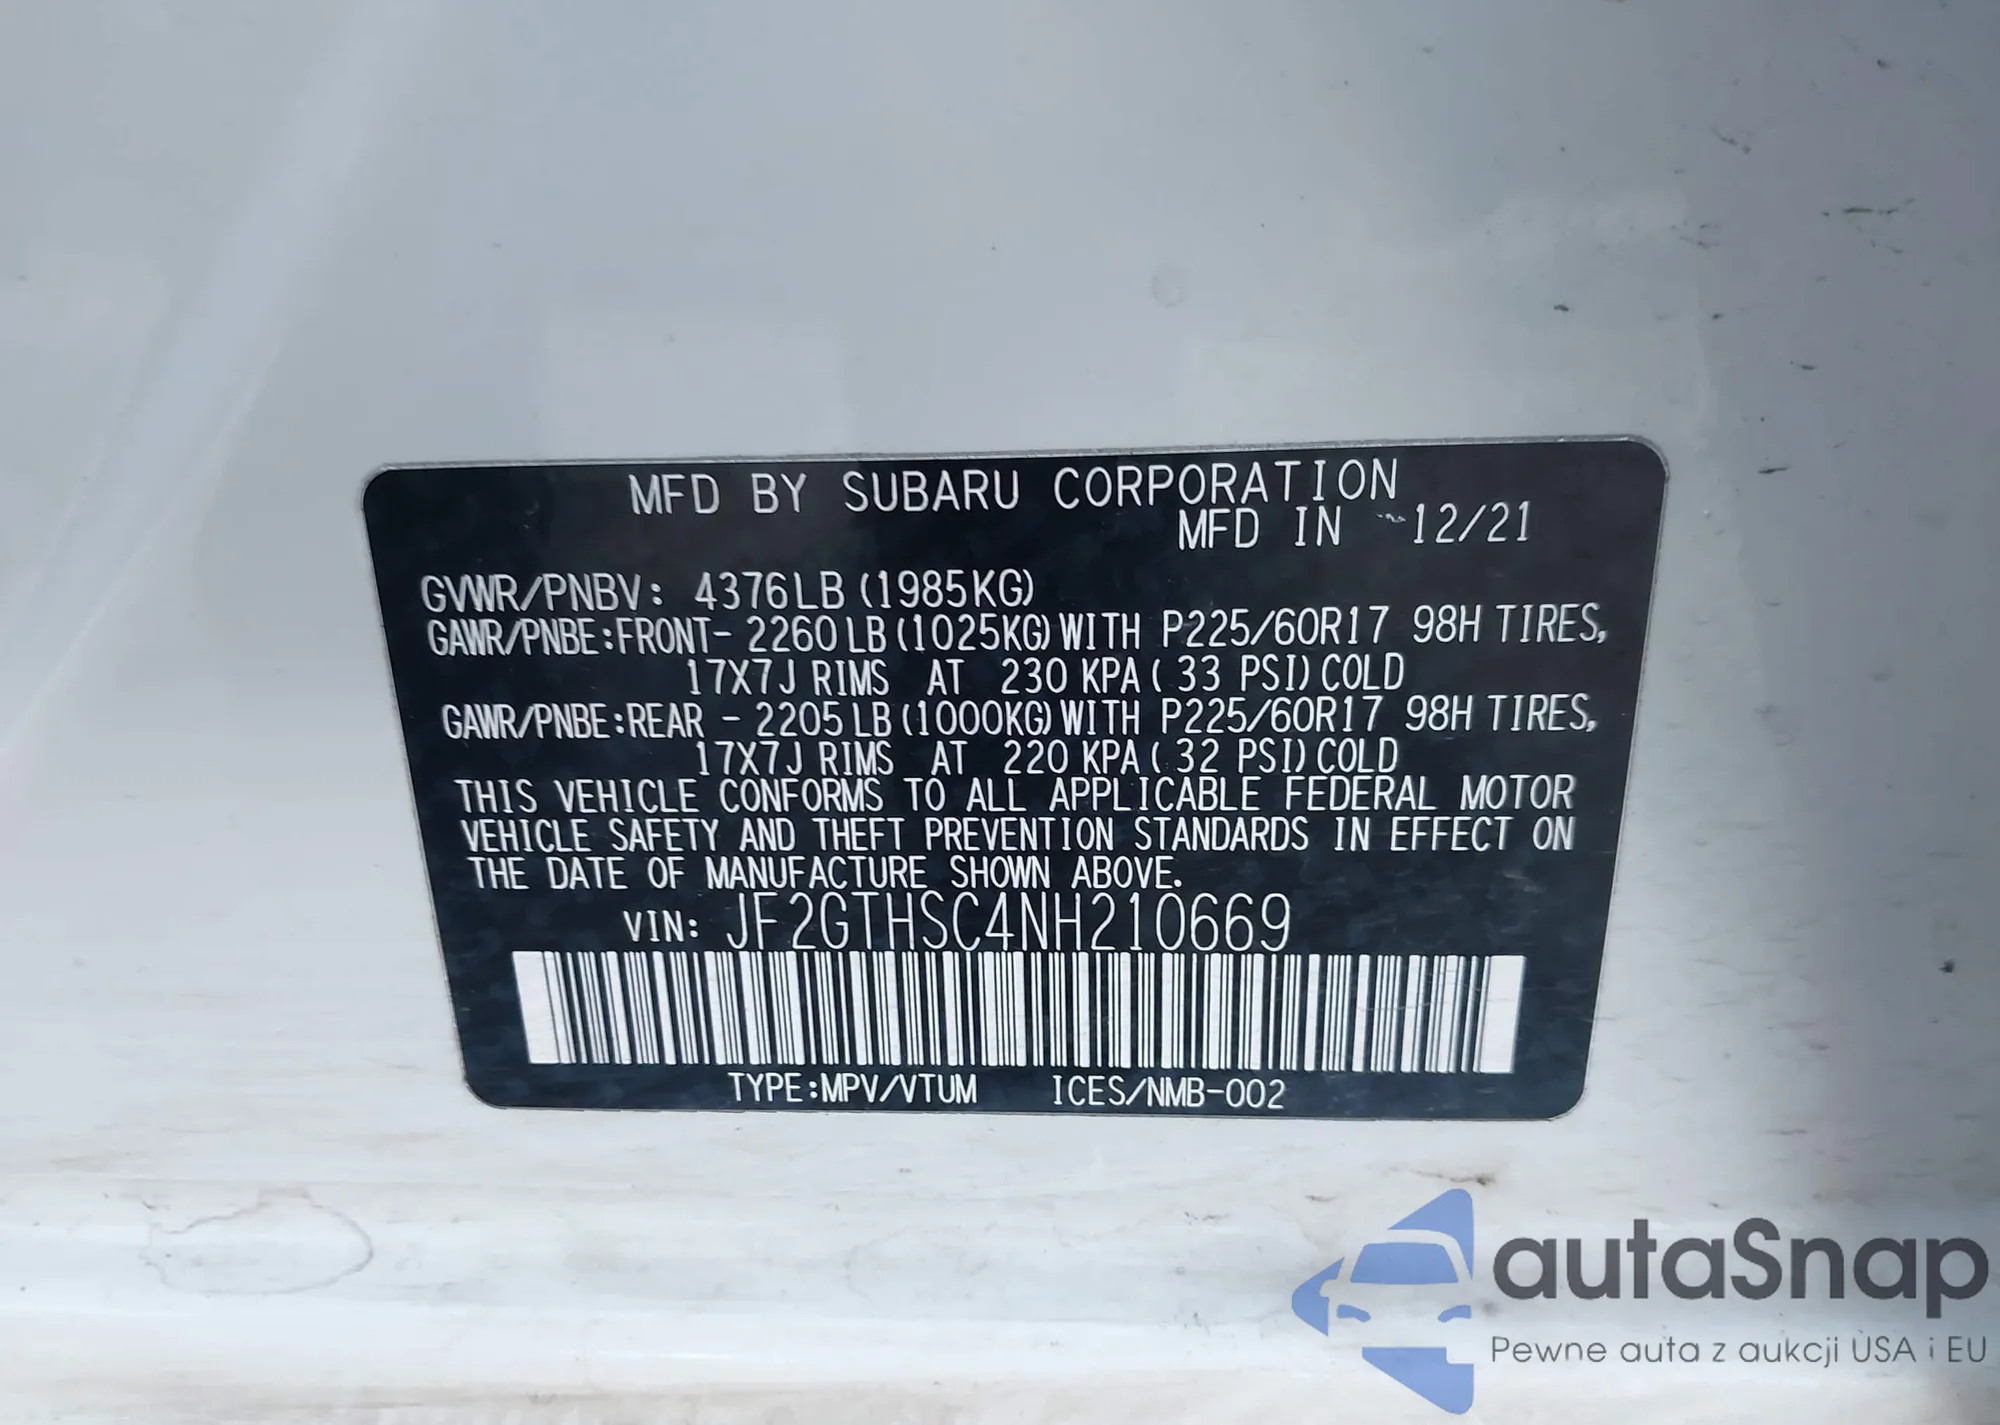 MFD BY SUBARU CORPORATION
MFD IN 12/21
GVWR/PNBV: 4376LB (1985KG)
GAWR/PNBE:FRONT- 2260LB (1025KG) WITH P225/60R17 98H TIRES,
17X7J RIMS AT 230 KPA ( 33 PSI) COLD
GAWR/PNBE:REAR - 2205LB (1000KG) WITH P225/60R17 98H TIRES,
17X7J RIMS AT 220 KPA ( 32 PSI) COLD
THIS VEHICLE CONFORMS TO ALL APPLICABLE FEDERAL MOTOR
VEHICLE SAFETY AND THEFT PREVENTION STANDARDS IN EFFECT ON
THE DATE OF MANUFACTURE SHOWN ABOVE.
VIN: JF2GTHSC4NH210669
TYPE:MPV/VTUM ICES/NMB-002
autaSnap
Pewne auta z aukcji USA i EU